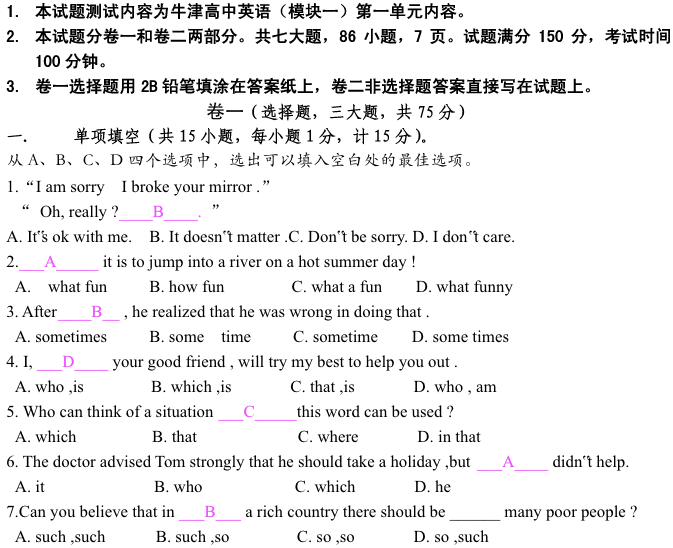 1. 本试题测试内容为牛津高中英语（模块一）第一单元内容。
2. 本试题分卷一和卷二两部分。共七大题，86 小题，7 页。试题满分 150 分，考试时间
100 分钟。
3. 卷一选择题用 2B 铅笔填涂在答案纸上，卷二非选择题答案直接写在试题上。
卷一（选择题，三大题，共 75 分）
一. 单项填空（共 15 小题，每小题 1 分，计 15 分）。
从 A、B、C、D 四个选项中，选出可以填入空白处的最佳选项。
1.“I am sorry I broke your mirror .”
“ Oh, really ?____B____. ”
A. It‟s ok with me. B. It doesn‟t matter .C. Don‟t be sorry. D. I don‟t care.
2.___A_____ it is to jump into a river on a hot summer day !
A. what fun B. how fun C. what a fun D. what funny
3. After____B__ , he realized that he was wrong in doing that .
A. sometimes B. some time C. sometime D. some times
4. I, ___D____ your good friend , will try my best to help you out .
A. who ,is B. which ,is C. that ,is D. who , am
5. Who can think of a situation ___C_____this word can be used ?
A. which B. that C. where D. in that
6. The doctor advised Tom strongly that he should take a holiday ,but ___A____ didn‟t help.
A. it B. who C. which D. he
7.Can you believe that in ___B___ a rich country there should be ______ many poor people ?
A. such ,such B. such ,so C. so ,so D. so ,such